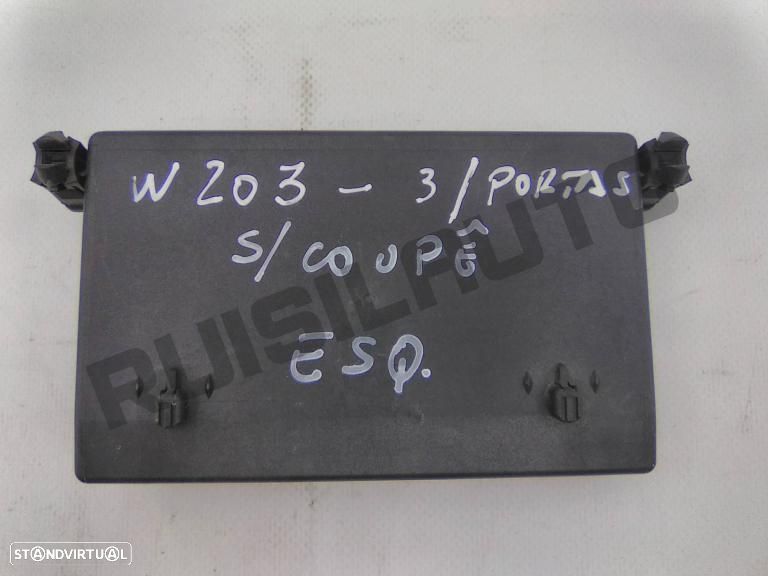 W203 - 3/PORTAS
S/COUPÊ
RUISILAUTO
ESQ.
STANDVIRTUAL